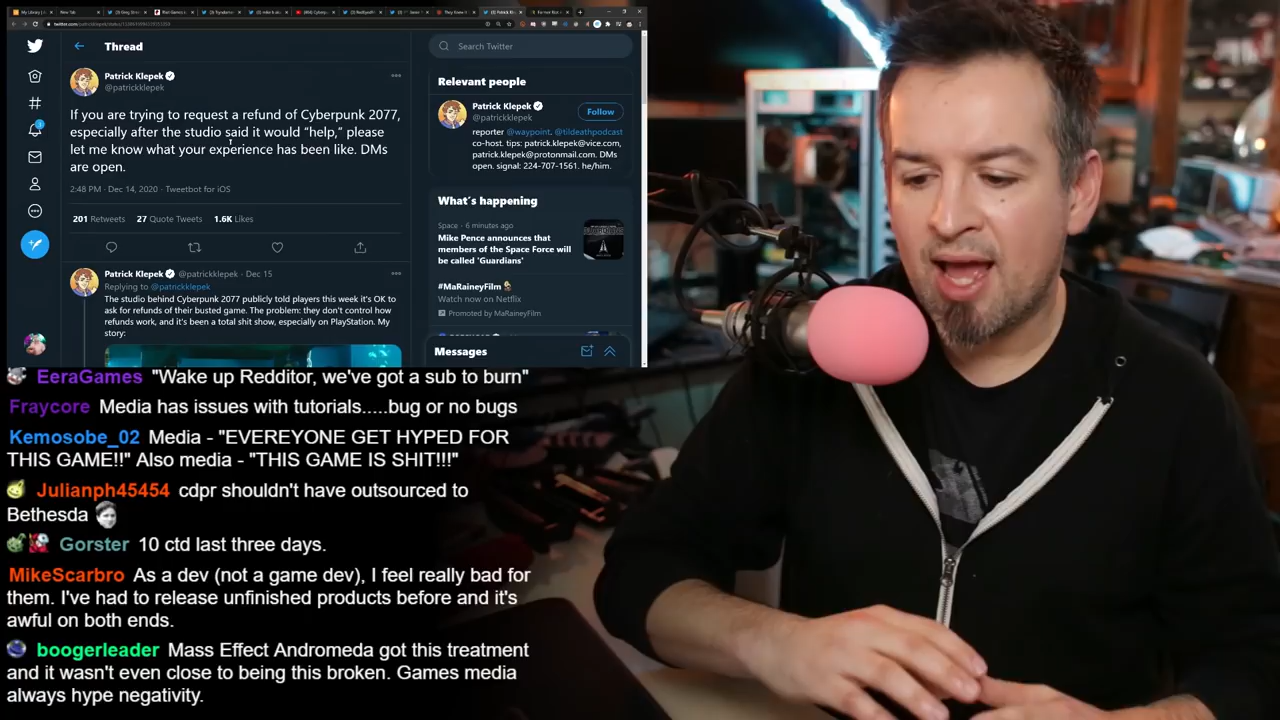 twitter.com/patrickklepek/status/
Thread
Search Twitter
Patrick Klepek
@patrickklepek
If you are trying to request a refund of Cyberpunk 2077,
especially after the studio said it would “help,” please
let me know what your experience has been like. DMs
are open.
2:48 PM · Dec 14, 2020 · Tweetbot for iOS
201 Retweets 27 Quote Tweets 1.6K Likes
Patrick Klepek @patrickklepek · Dec 15
Replying to @patrickklepek
The studio behind Cyberpunk 2077 publicly told players this week it's OK to
ask for refunds of their busted game. The problem: they don't control how
refunds work, and it's been a total shit show, especially on PlayStation. My
story:
Relevant people
Patrick Klepek
@patrickklepek
Follow
reporter @waypoint. @tildeathpodcast
co-host. tips: patrick.klepek@vice.com,
patrick.klepek@protonmail.com. DMs
open. signal: 224-707-1561. he/him.
What’s happening
Space · 6 minutes ago
Mike Pence announces that
members of the Space Force will
be called 'Guardians'
#MaRaineyFilm
Watch now on Netflix
Promoted by MaRaineyFilm
Messages
EeraGames "Wake up Redditor, we've got a sub to burn"
Fraycore Media has issues with tutorials.....bug or no bugs
Kemosobe_02 Media - "EVEREYONE GET HYPED FOR
THIS GAME!!" Also media - "THIS GAME IS SHIT!!!"
Julianph45454 cdpr shouldn't have outsourced to
Bethesda
Gorster 10 ctd last three days.
MikeScarbro As a dev (not a game dev), I feel really bad for
them. I've had to release unfinished products before and it's
awful on both ends.
boogerleader Mass Effect Andromeda got this treatment
and it wasn't even close to being this broken. Games media
always hype negativity.